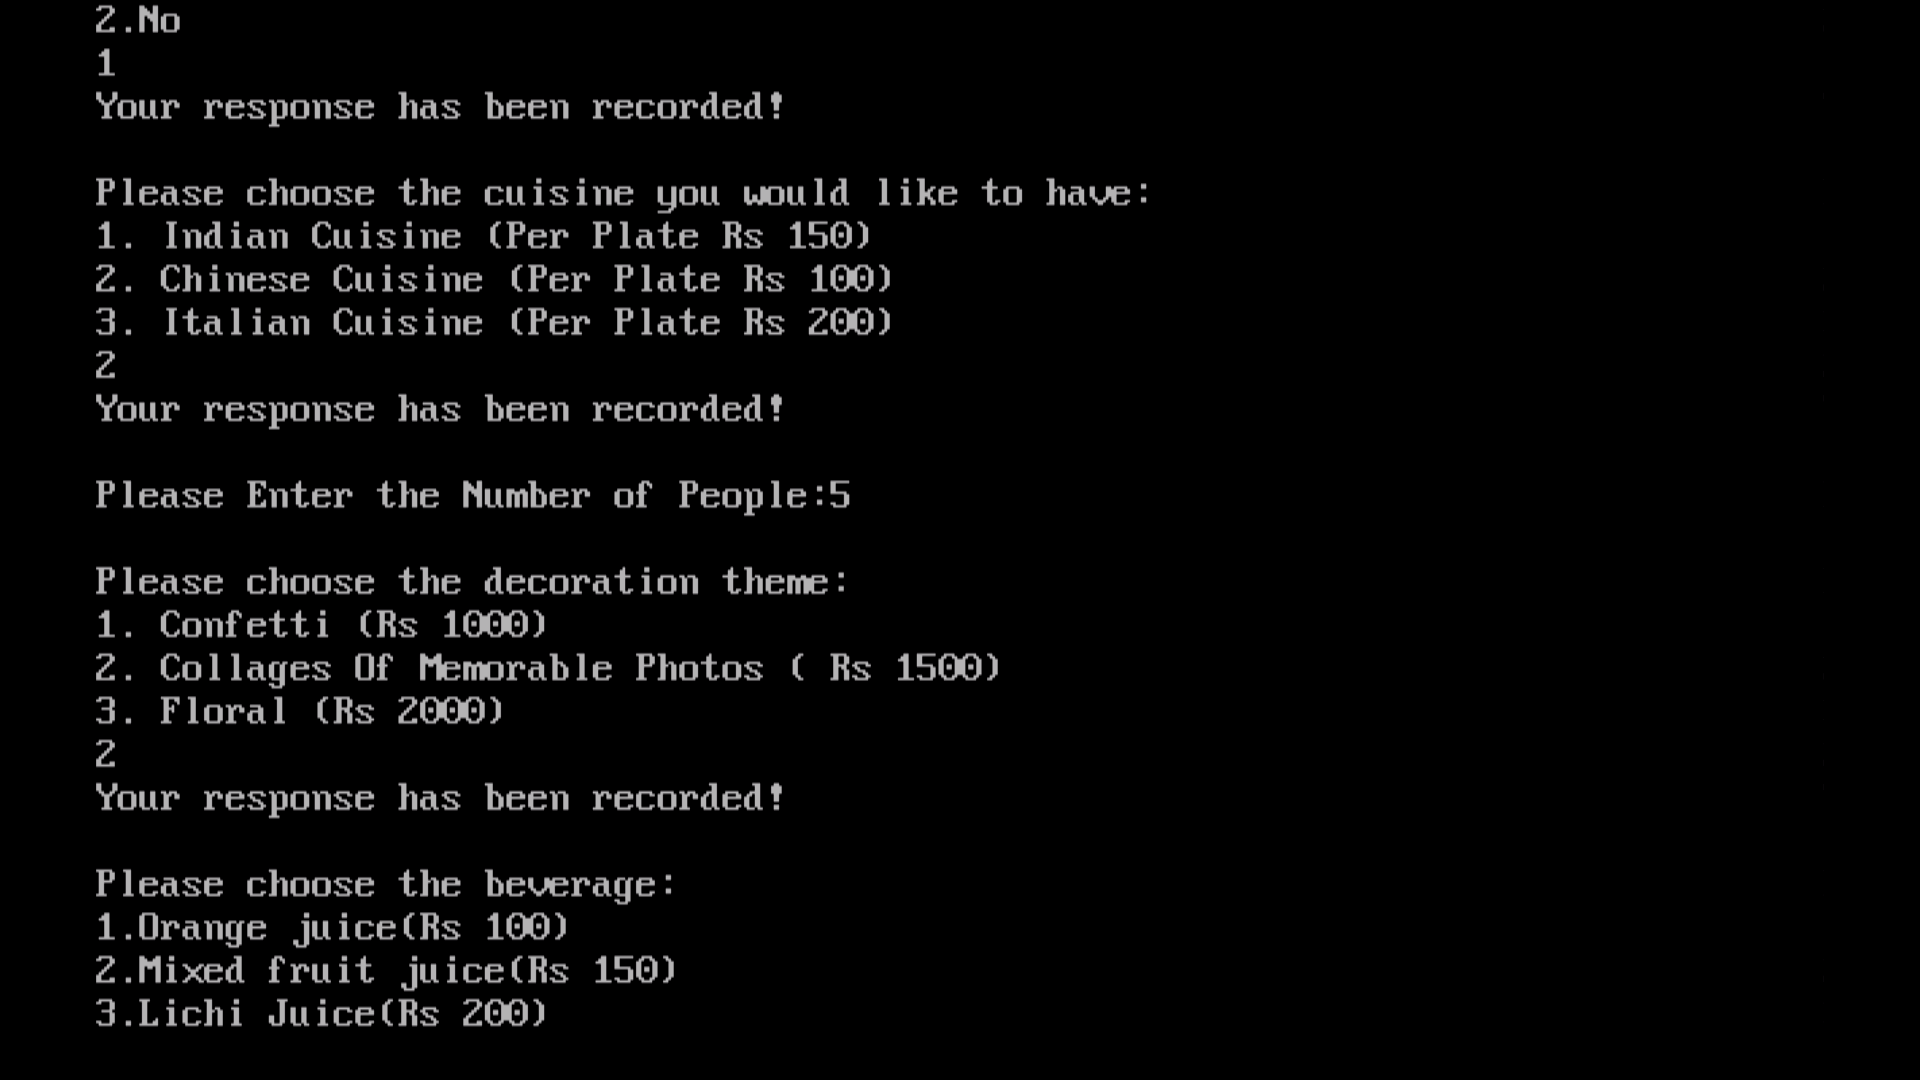 2.No
1
Your response has been recorded!
Please choose the cuisine you would like to have:
1. Indian Cuisine (Per Plate Rs 150)
2. Chinese Cuisine (Per Plate Rs 100)
3. Italian Cuisine (Per Plate Rs 200)
2
Your response has been recorded!
Please Enter the Number of People:5
Please choose the decoration theme:
1. Confetti (Rs 1000)
2. Collages Of Memorable Photos ( Rs 1500)
3. Floral (Rs 2000)
2
Your response has been recorded!
Please choose the beverage:
1.Orange juice(Rs 100)
2.Mixed fruit juice(Rs 150)
3.Lichi Juice(Rs 200)